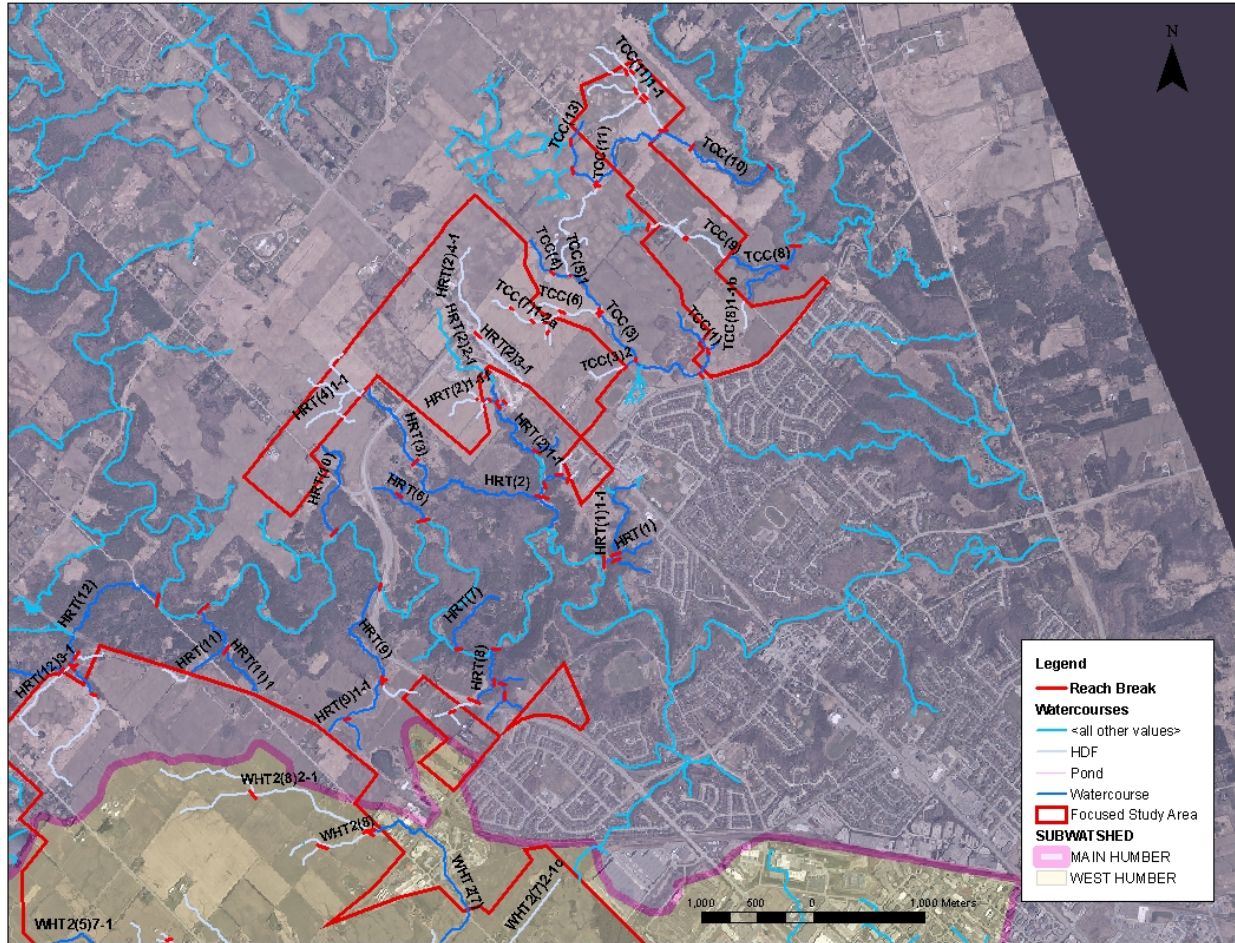 N
TCC(11)1-1
TCC(13)
TCC(11)
TCC(10)
TCC(9)
TCC(8)
TCC(4)
TCC(5)1
HRT(2)4-1
TCC(6)
TCC(7)1-2a
TCC(3)
TCC(8)1-1b
TCC(1)
HRT(2)2-1
HRT(2)3-1
TCC(3)2
HRT(4)1-1
HRT(3)
HRT(2)1-1
HRT(10)
HRT(6)
HRT(2)
HRT(1)1-1
HRT(1)
HRT(12)
HRT(7)
HRT(11)
HRT(11)1
HRT(9)
HRT(8)
HRT(12)3-1
HRT(9)1-1
WHT2(8)2-1
WHT2(8)
WHT2(7)
WHT2(7)2-1c
WHT2(5)7-1
Legend
Reach Break
Watercourses
<all other values>
HDF
Pond
Watercourse
Focused Study Area
SUBWATSHED
MAIN HUMBER
WEST HUMBER
1,000 500 0 1,000 Meters